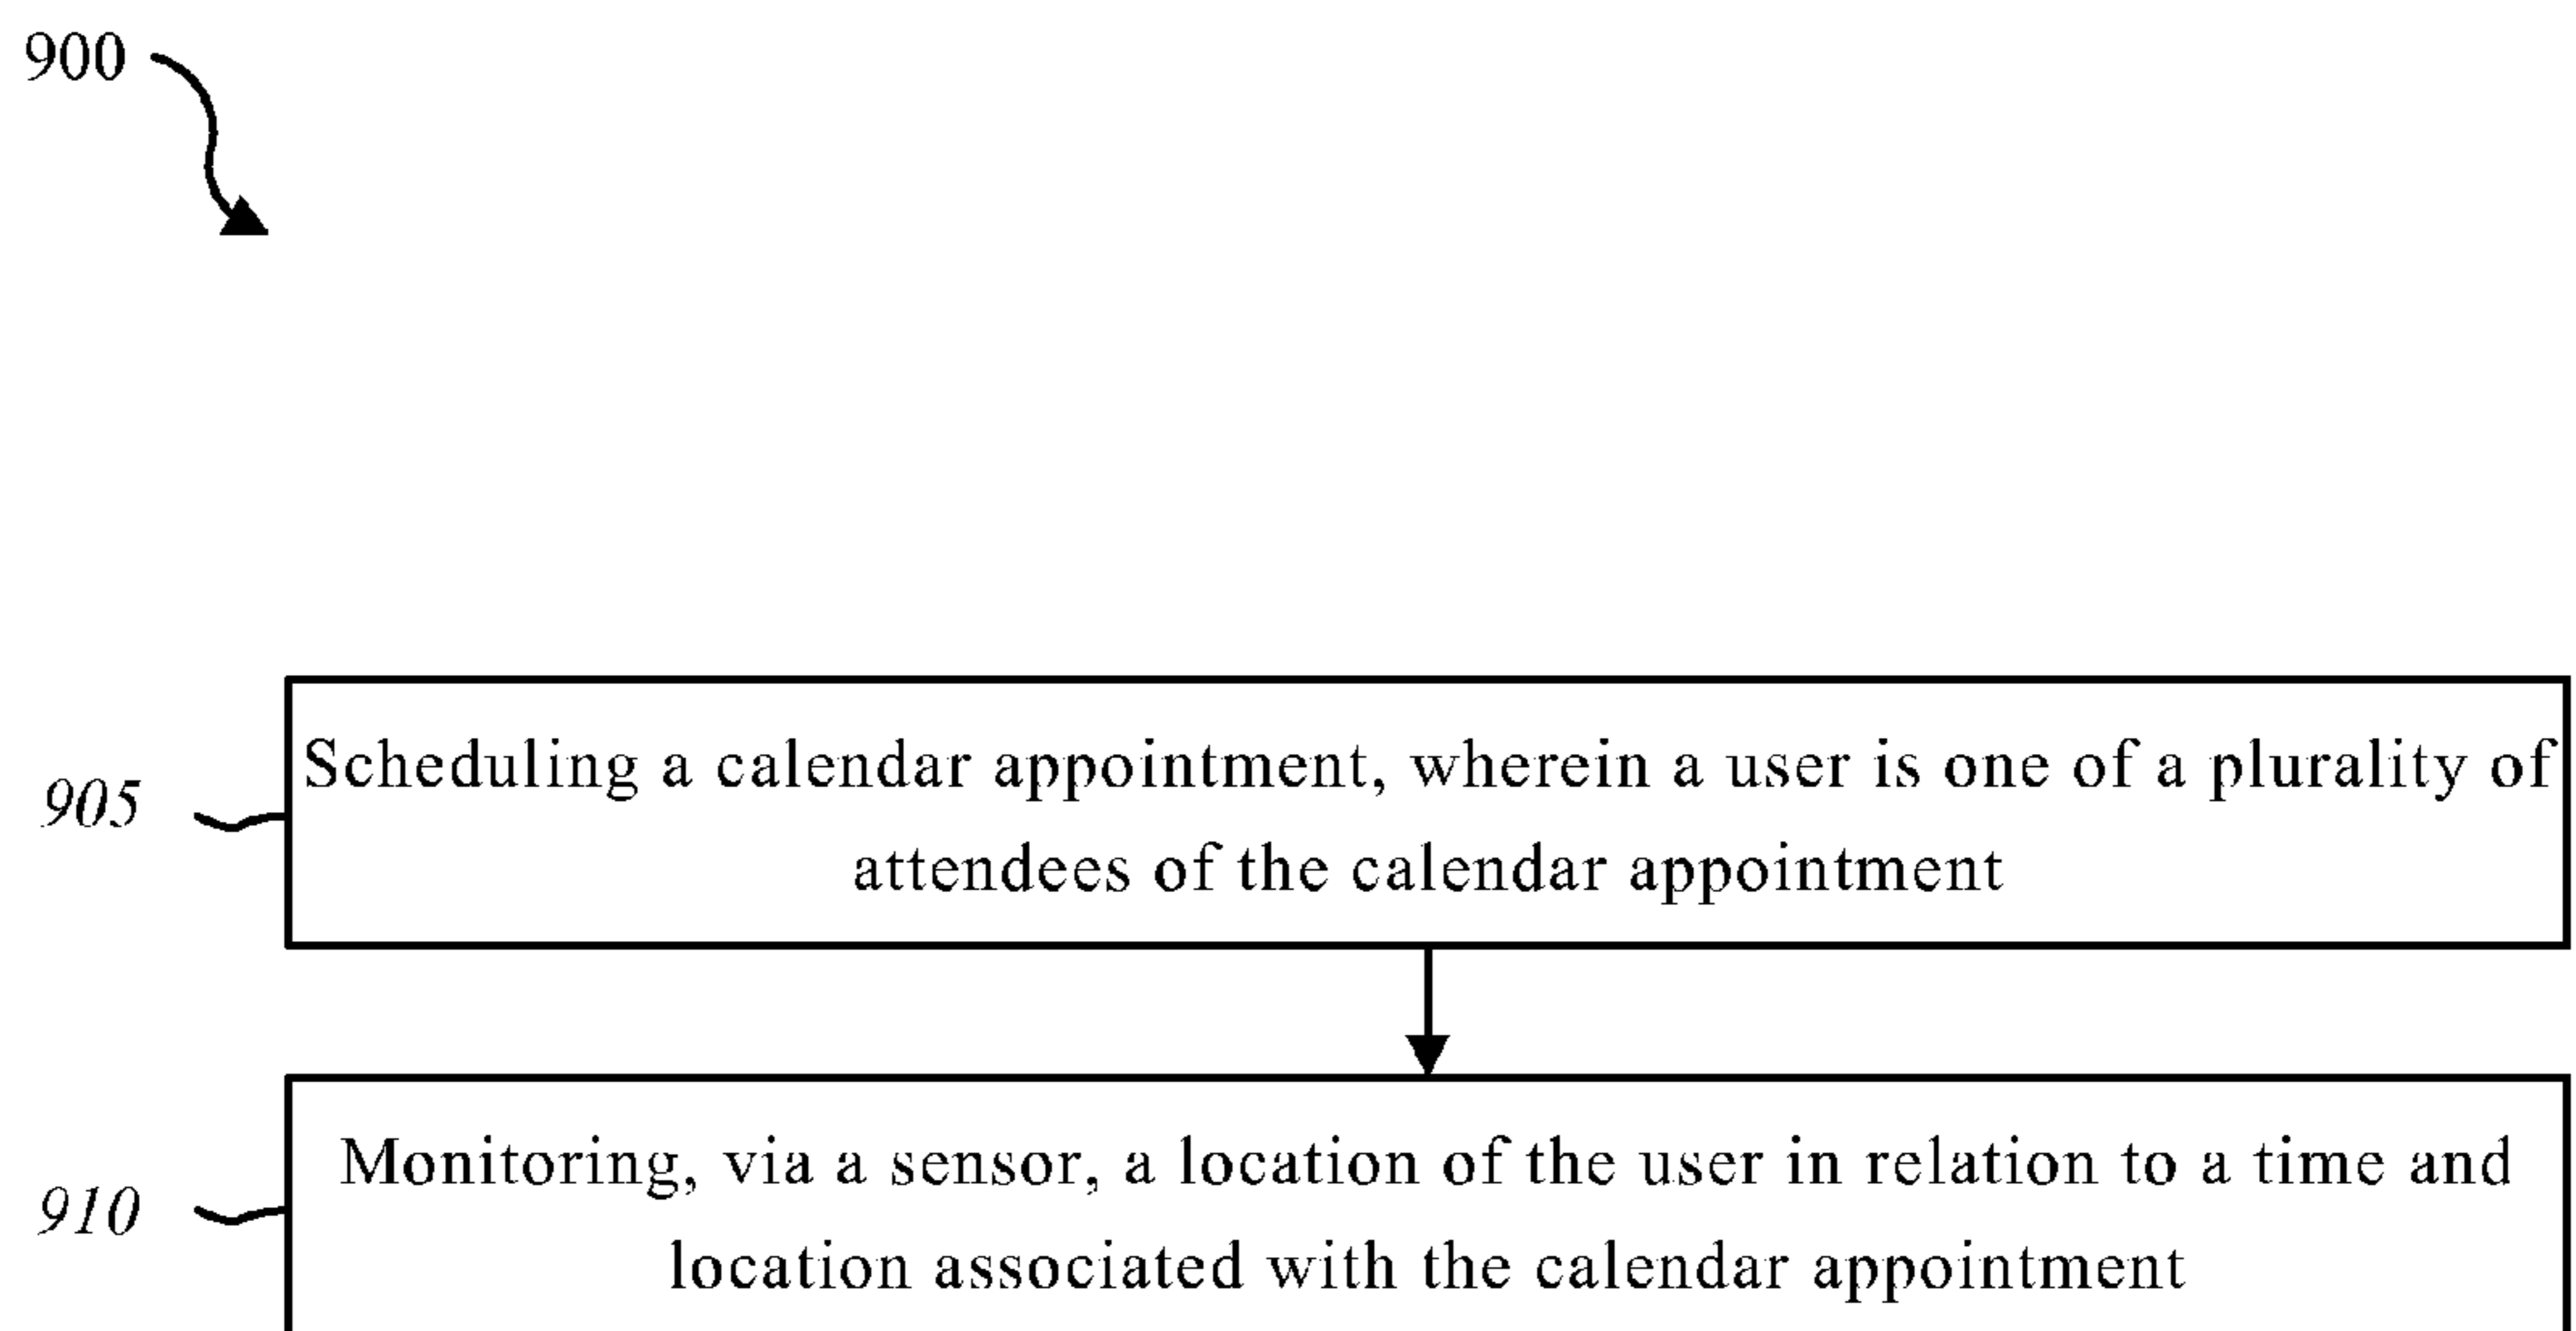 900
905
Scheduling a calendar appointment, wherein a user is one of a plurality of
attendees of the calendar appointment
910
Monitoring, via a sensor, a location of the user in relation to a time and
location associated with the calendar appointment